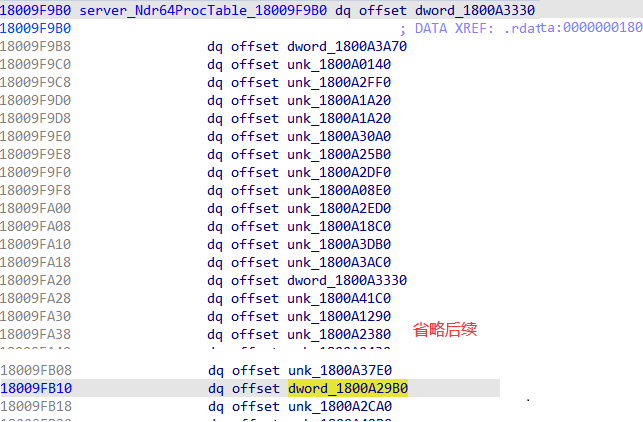 18009F9B0 server_Ndr64ProcTable_18009F9B0 dq offset dword_1800A3330
18009F9B0 ; DATA XREF: .rdata:0000000180
18009F9B8 dq offset dword_1800A3A70
18009F9C0 dq offset unk_1800A0140
18009F9C8 dq offset unk_1800A2FF0
18009F9D0 dq offset unk_1800A1A20
18009F9D8 dq offset unk_1800A1A20
18009F9E0 dq offset unk_1800A30A0
18009F9E8 dq offset unk_1800A25B0
18009F9F0 dq offset unk_1800A2DF0
18009F9F8 dq offset unk_1800A08E0
18009FA00 dq offset unk_1800A2ED0
18009FA08 dq offset unk_1800A18C0
18009FA10 dq offset unk_1800A3DB0
18009FA18 dq offset unk_1800A3AC0
18009FA20 dq offset dword_1800A3330
18009FA28 dq offset unk_1800A41C0
18009FA30 dq offset unk_1800A1290
18009FA38 dq offset unk_1800A2380 省略后续
18009FB08 dq offset unk_1800A37E0
18009FB10 dq offset dword_1800A29B0
18009FB18 dq offset unk_1800A2CA0